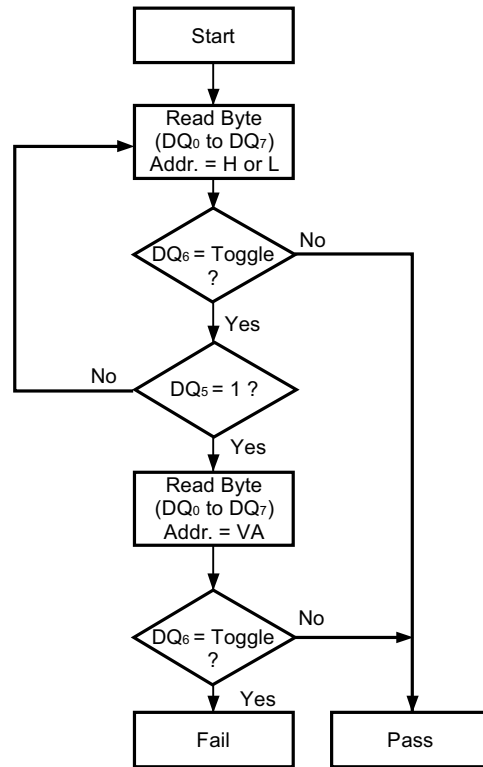 Start
Read Byte
(DQ0 to DQ7)
Addr. = H or L
DQ6 = Toggle
?
No
Yes
No
DQ5 = 1 ?
Yes
Read Byte
(DQ0 to DQ7)
Addr. = VA
DQ6 = Toggle
?
No
Yes
Fail
Pass